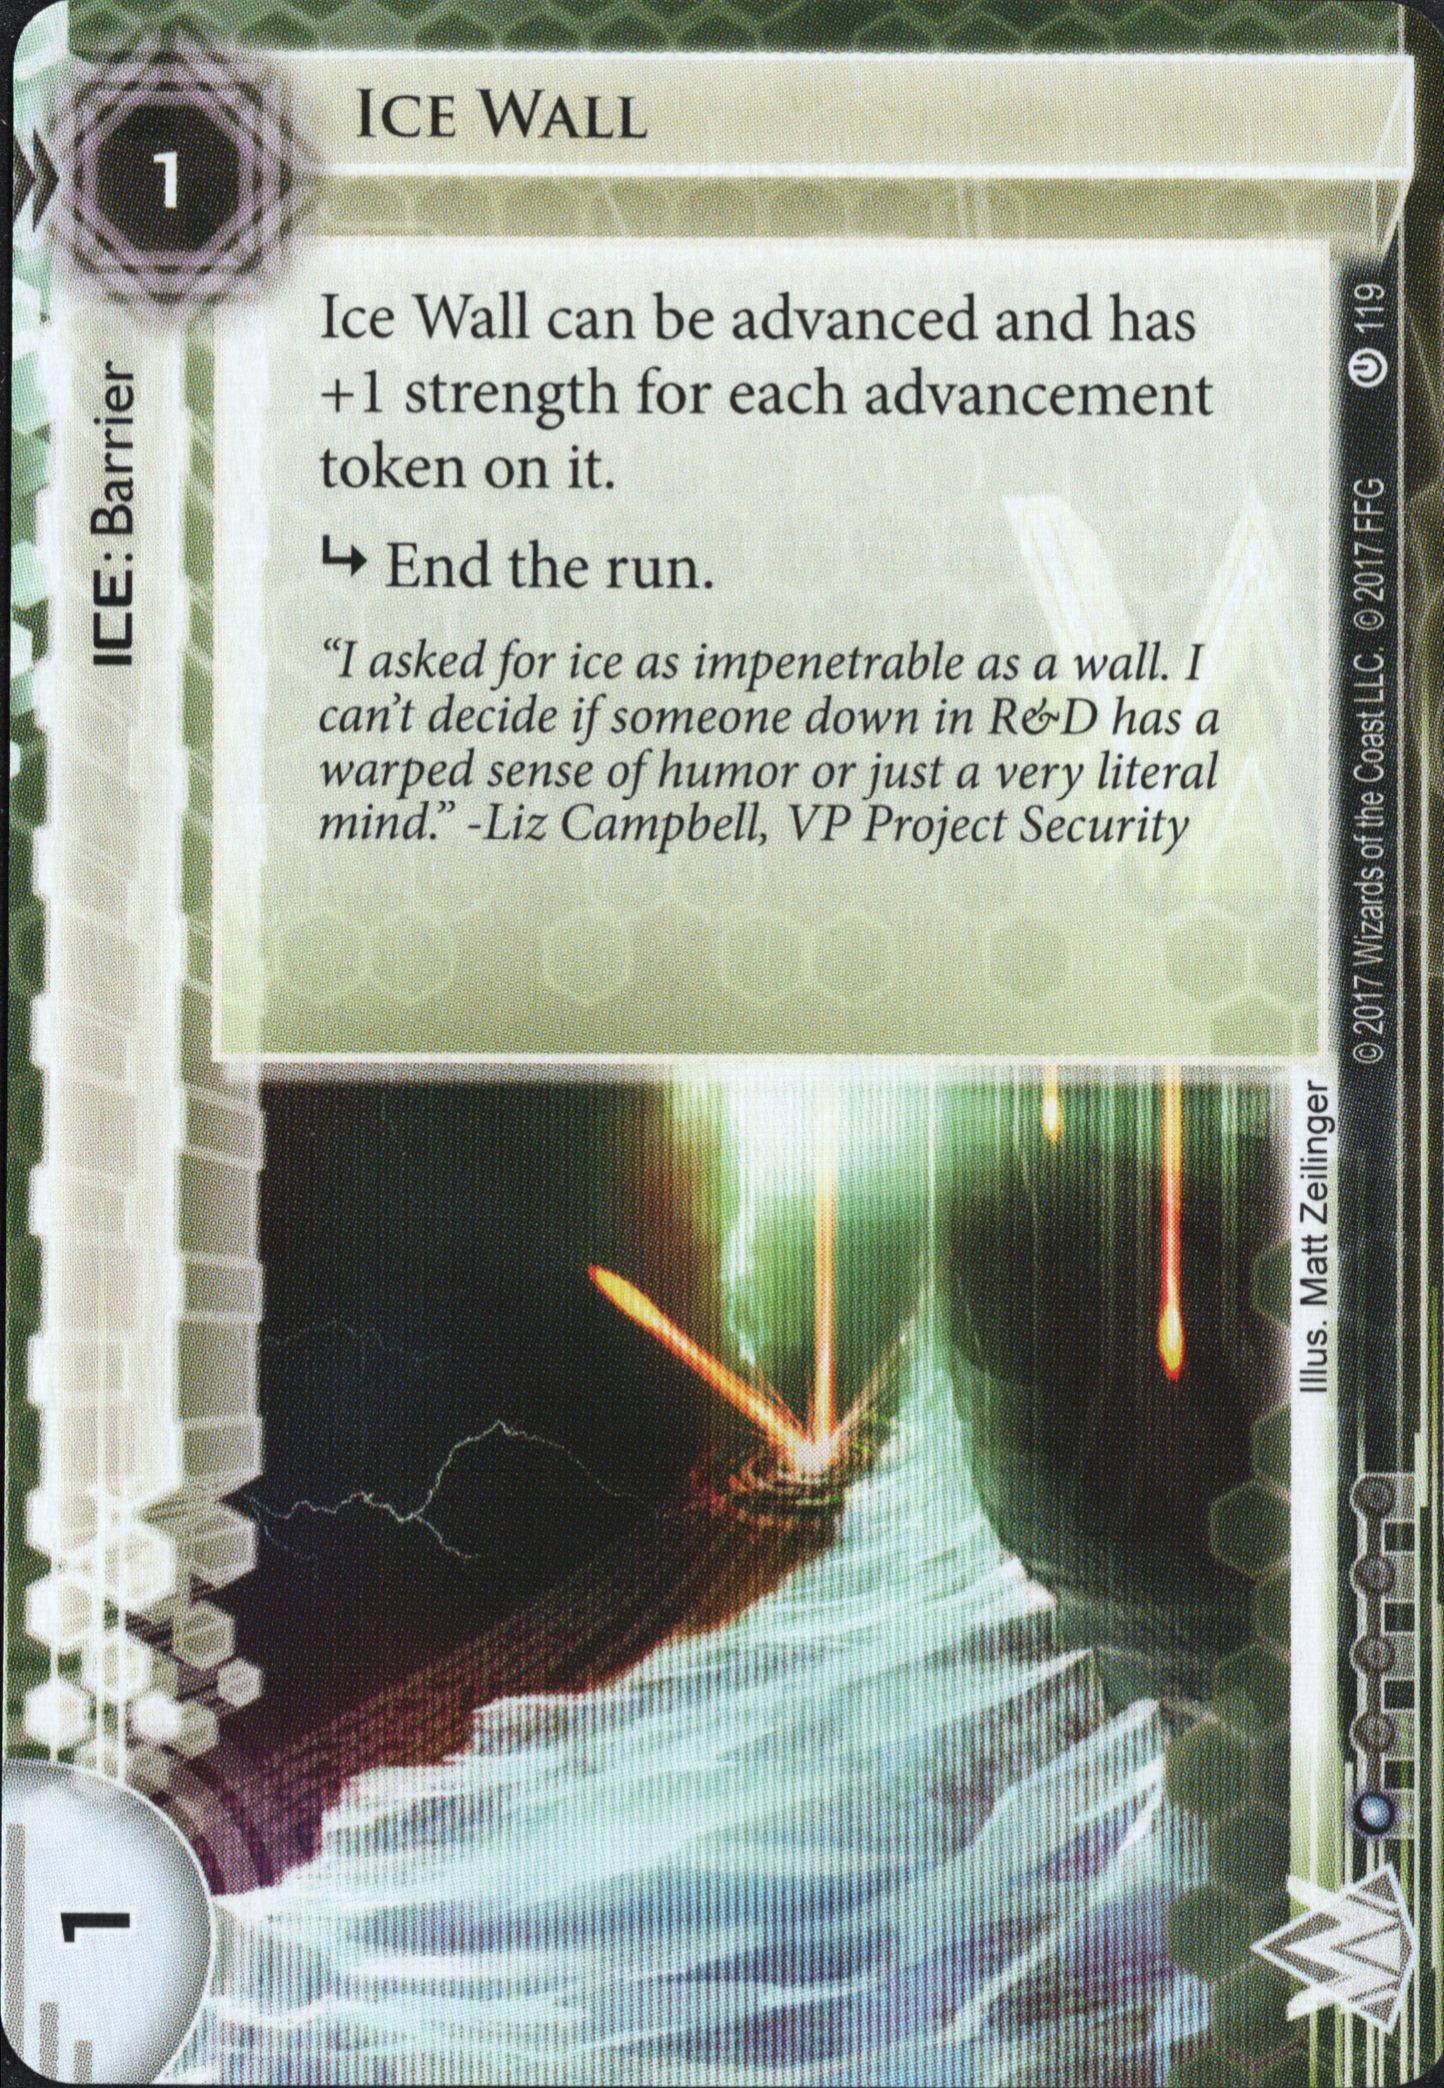 1
ICE WALL
ICE: Barrier
Ice Wall can be advanced and has
+1 strength for each advancement
token on it.
End the run.
“I asked for ice as impenetrable as a wall. I
can’t decide if someone down in R&D has a
warped sense of humor or just a very literal
mind.” -Liz Campbell, VP Project Security
© 2017 Wizards of the Coast LLC. © 2017 FFG 119
Illus. Matt Zeilinger
1